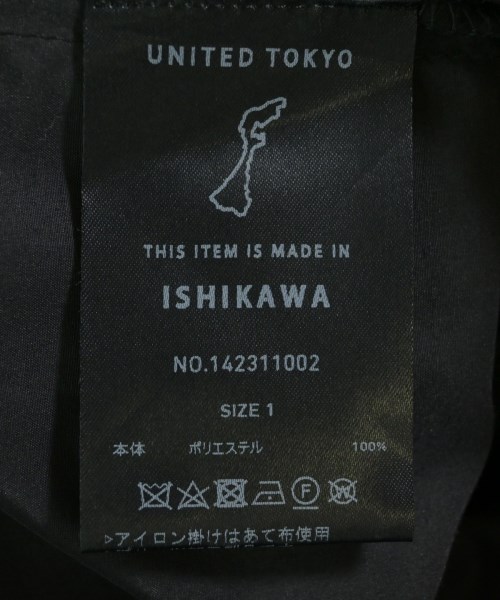 UNITED TOKYO
THIS ITEM IS MADE IN
ISHIKAWA
NO.142311002
SIZE 1
本体 ポリエステル 100%
F W
▷アイロン掛けはあて布使用